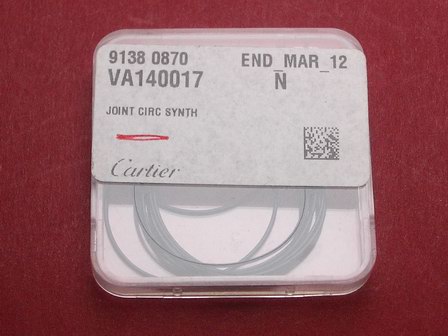 9138 0870 END_MAR_12
VA140017 N
JOINT CIRC SYNTH
Cartier